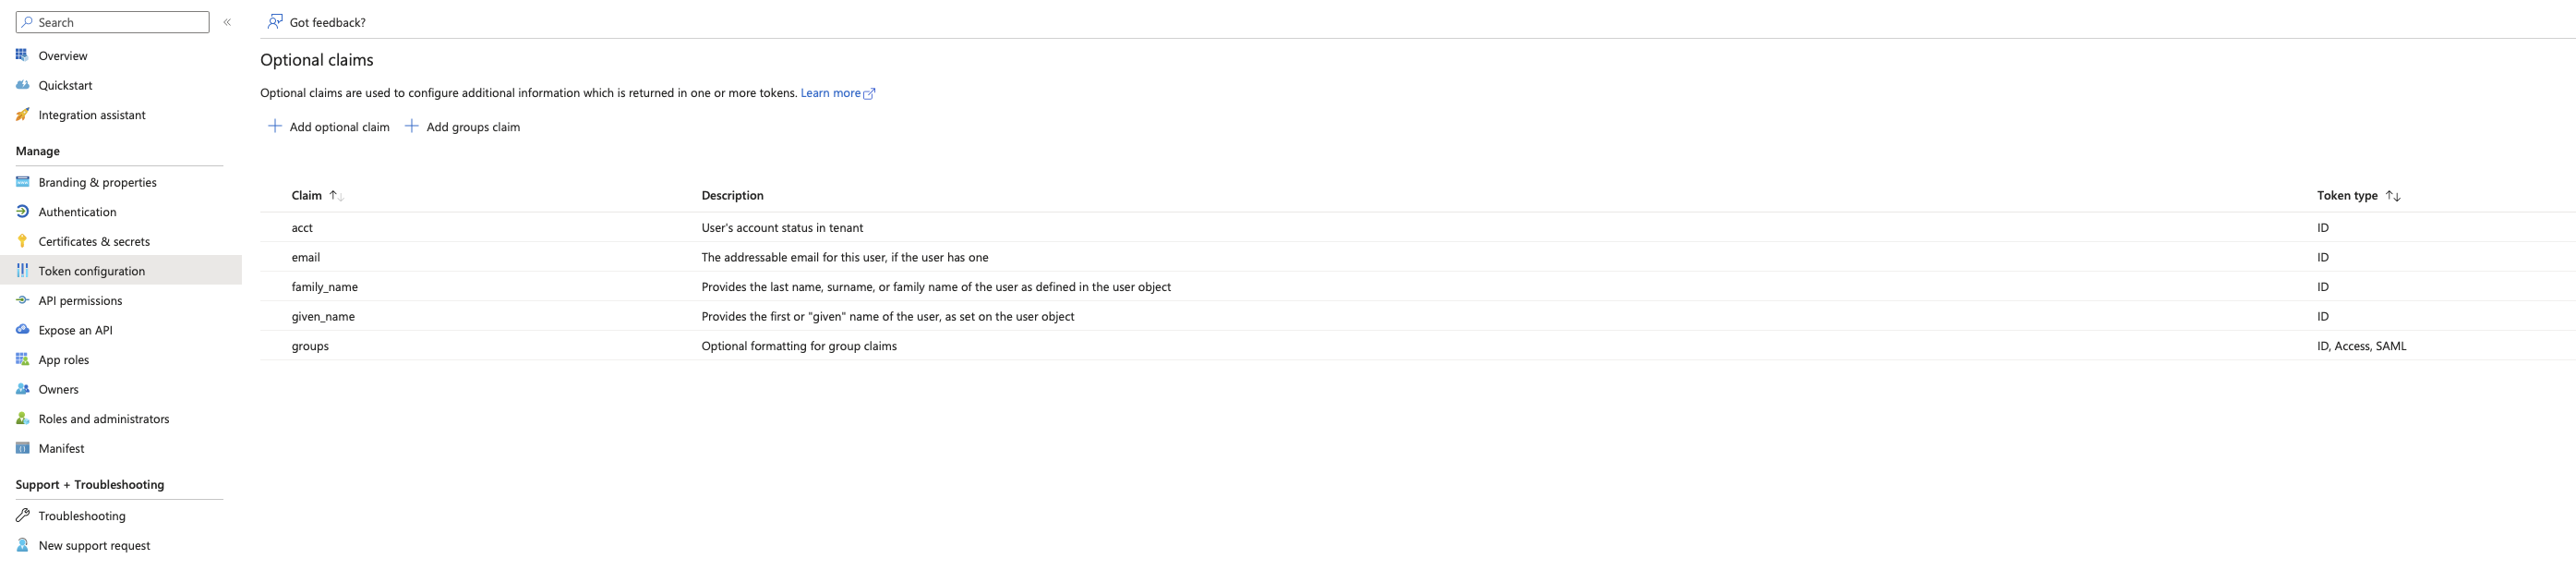 Search
Overview
Quickstart
Integration assistant
Manage
Branding & properties
Authentication
Certificates & secrets
Token configuration
API permissions
Expose an API
App roles
Owners
Roles and administrators
Manifest
Support + Troubleshooting
Troubleshooting
New support request
Got feedback?
Optional claims
Optional claims are used to configure additional information which is returned in one or more tokens. Learn more
Add optional claim Add groups claim
Claim Description Token type
acct User's account status in tenant ID
email The addressable email for this user, if the user has one ID
family_name Provides the last name, surname, or family name of the user as defined in the user object ID
given_name Provides the first or "given" name of the user, as set on the user object ID
groups Optional formatting for group claims ID, Access, SAML